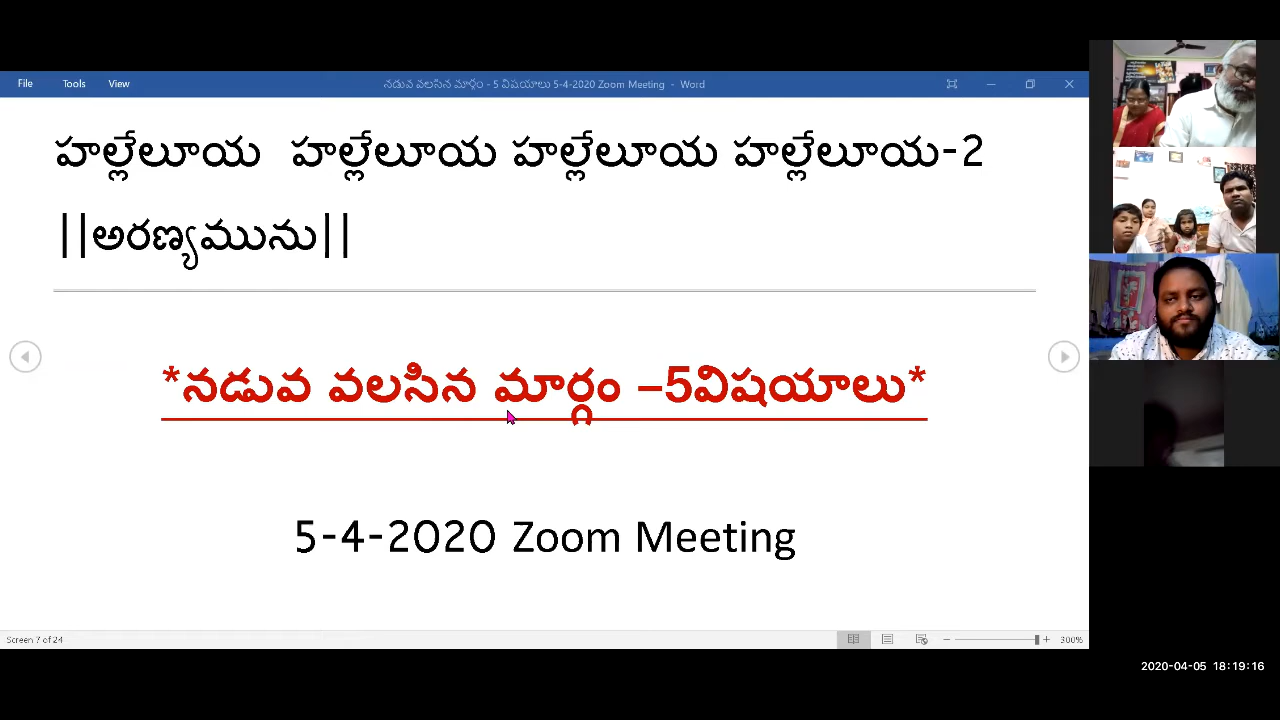 File Tools View నడువ వలసిన మార్గం - 5 విషయాలు 5-4-2020 Zoom Meeting - Word
హల్లేలూయ హల్లేలూయ హల్లేలూయ హల్లేలూయ-2
||అరణ్యమును||
*నడువ వలసిన మార్గం –5విషయాలు*
5-4-2020 Zoom Meeting
Screen 7 of 24 300%
2020-04-05 18:19:16